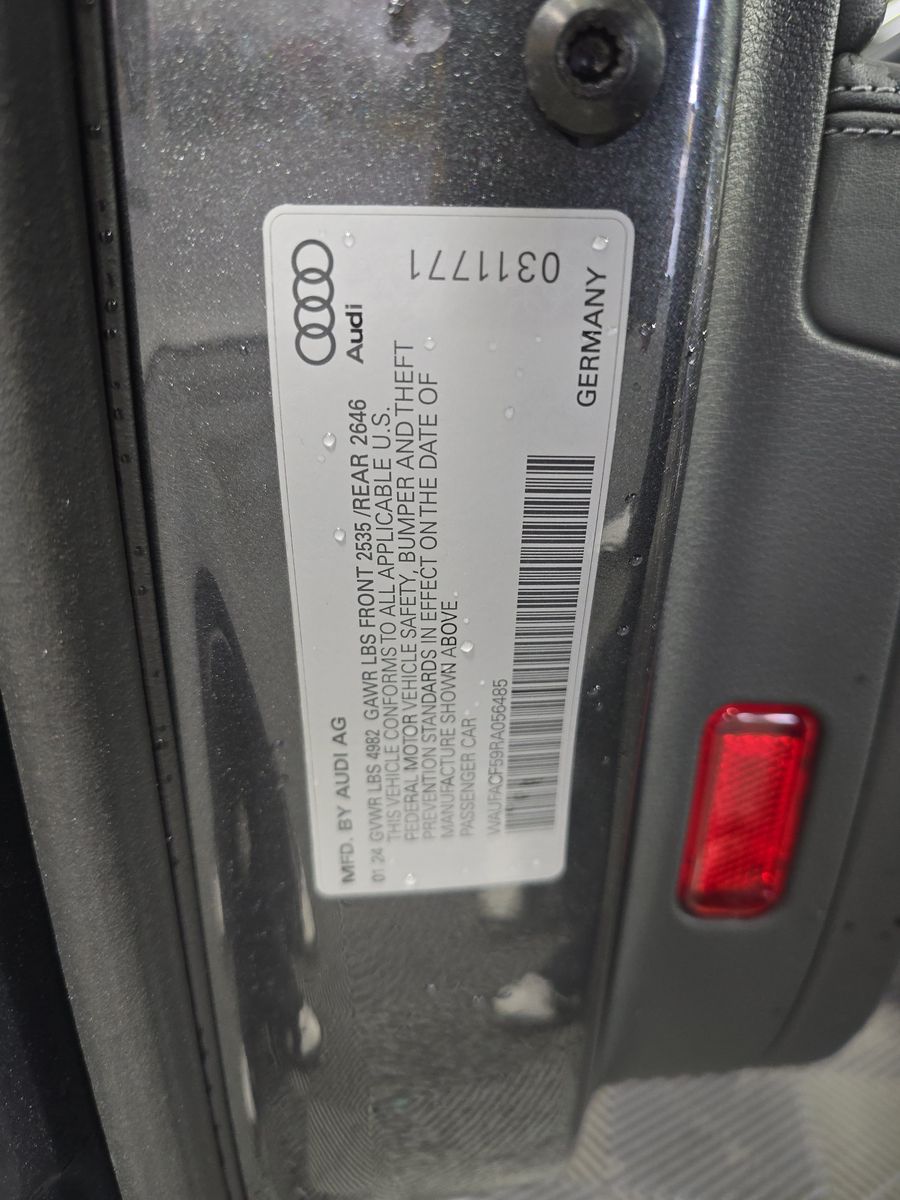 Audi
MFD. BY AUDI AG
01 24 GVWR LBS 4982 GAWR LBS FRONT 2535 /REAR 2646
THIS VEHICLE CONFORMS TO ALL APPLICABLE U.S.
FEDERAL MOTOR VEHICLE SAFETY, BUMPER AND THEFT
PREVENTION STANDARDS IN EFFECT ON THE DATE OF
MANUFACTURE SHOWN ABOVE.
PASSENGER CAR
WAUFACF59RA056485
GERMANY
0311771